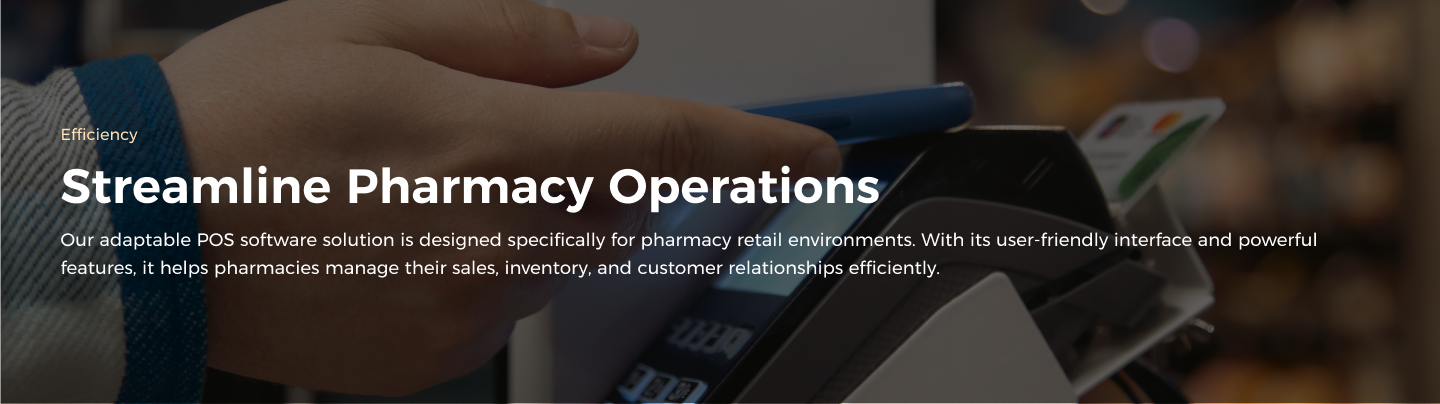 Efficiency
Streamline Pharmacy Operations
Our adaptable POS software solution is designed specifically for pharmacy retail environments. With its user-friendly interface and powerful
features, it helps pharmacies manage their sales, inventory, and customer relationships efficiently.